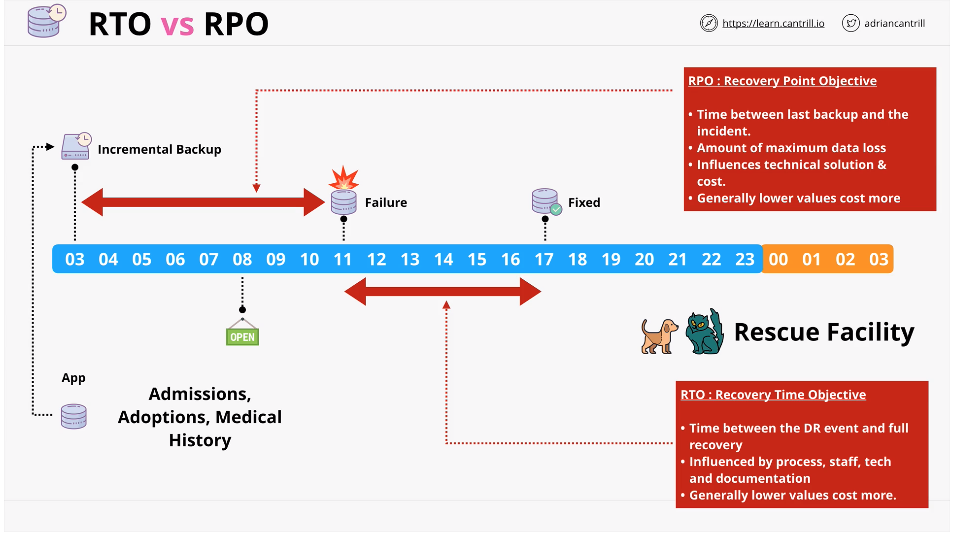 RTO vs RPO
https://learn.cantrill.io
adriancantrill
RPO : Recovery Point Objective
• Time between last backup and the
incident.
• Amount of maximum data loss
• Influences technical solution &
cost.
• Generally lower values cost more
Incremental Backup
Failure
Fixed
03 04 05 06 07 08 09 10 11 12 13 14 15 16 17 18 19 20 21 22 23 00 01 02 03
OPEN
Rescue Facility
App
Admissions,
Adoptions, Medical
History
RTO : Recovery Time Objective
• Time between the DR event and full
recovery
• Influenced by process, staff, tech
and documentation
• Generally lower values cost more.